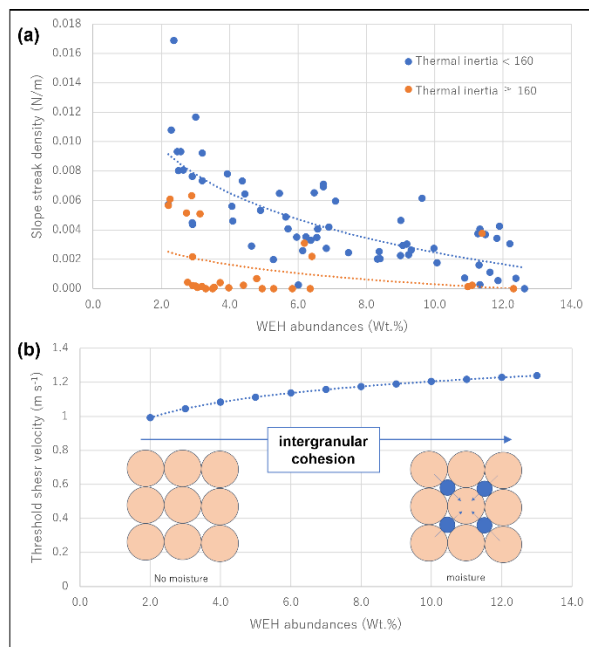 (a)
0.018
0.016
0.014
0.012
0.010
0.008
0.006
0.004
0.002
0.000
Slope streak density (N/m)
Thermal inertia < 160
Thermal inertia ≥ 160
0.0 2.0 4.0 6.0 8.0 10.0 12.0 14.0
WEH abundances (Wt.%)
(b)
1.4
1.2
1
0.8
0.6
0.4
0.2
0
Threshold shesr velocity (m s-1)
intergranular
cohesion
No moisture
moisture
0.0 2.0 4.0 6.0 8.0 10.0 12.0 14.0
WEH abundances (Wt.%)